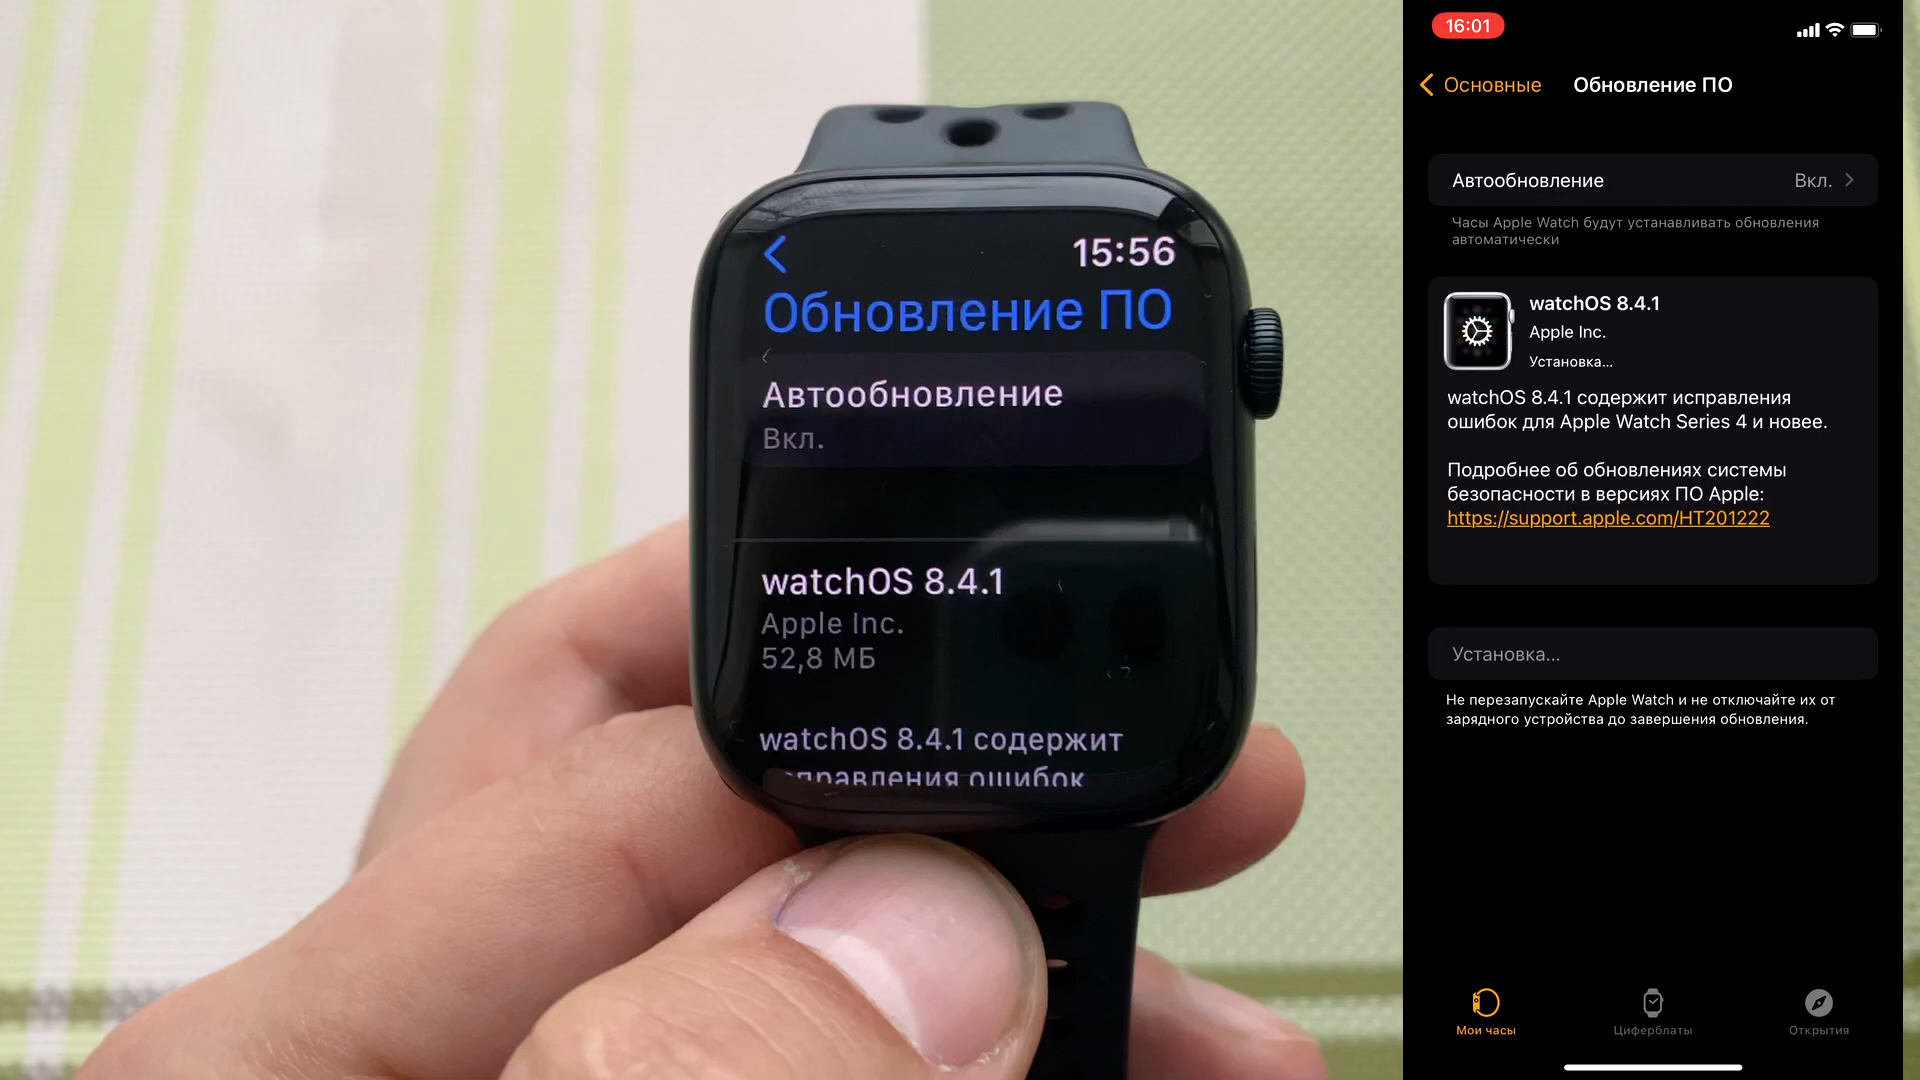 15:56
Обновление ПО
Автообновление
Вкл.
watchOS 8.4.1
Apple Inc.
52,8 МБ
watchOS 8.4.1 содержит
ошибок
16:01
Основные
Обновление ПО
Автообновление
Вкл.
Часы Apple Watch будут устанавливать обновления
автоматически
watchOS 8.4.1
Apple Inc.
Установка...
watchOS 8.4.1 содержит исправления
ошибок для Apple Watch Series 4 и новее.
Подробнее об обновлениях системы
безопасности в версиях ПО Apple:
https://support.apple.com/HT201222
Установка...
Не перезапускайте Apple Watch и не отключайте их от
зарядного устройства до завершения обновления.
Мои часы
Циферблаты
Открытия